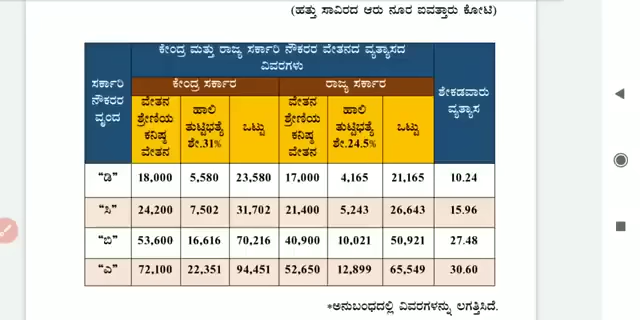 (ಹತ್ತು ಸಾವಿರದ ಆರು ನೂರ ಐವತ್ತಾರು ಕೋಟಿ)
ಸರ್ಕಾರಿ ನೌಕರರ ವೃಂದ
ಕೇಂದ್ರ ಮತ್ತು ರಾಜ್ಯ ಸರ್ಕಾರಿ ನೌಕರರ ವೇತನದ ವ್ಯತ್ಯಾಸದ
ವಿವರಗಳು
ಶೇಕಡವಾರು ವ್ಯತ್ಯಾಸ
ಕೇಂದ್ರ ಸರ್ಕಾರ ರಾಜ್ಯ ಸರ್ಕಾರ
ವೇತನ ಶ್ರೇಣಿಯ ಕನಿಷ್ಠ ವೇತನ
ಹಾಲಿ ತುಟ್ಟಿಭತ್ಯೆ ಶೇ.31%
ಒಟ್ಟು
ವೇತನ ಶ್ರೇಣಿಯ ಕನಿಷ್ಠ ವೇತನ
ಹಾಲಿ ತುಟ್ಟಿಭತ್ಯೆ ಶೇ.24.5%
ಒಟ್ಟು
“ಡಿ” 18,000 5,580 23,580 17,000 4,165 21,165 10.24
“ಸಿ” 24,200 7,502 31,702 21,400 5,243 26,643 15.96
“ಬಿ” 53,600 16,616 70,216 40,900 10,021 50,921 27.48
“ಎ” 72,100 22,351 94,451 52,650 12,899 65,549 30.60
*ಅನುಬಂಧದಲ್ಲಿ ವಿವರಗಳನ್ನು ಲಗತ್ತಿಸಿದೆ.